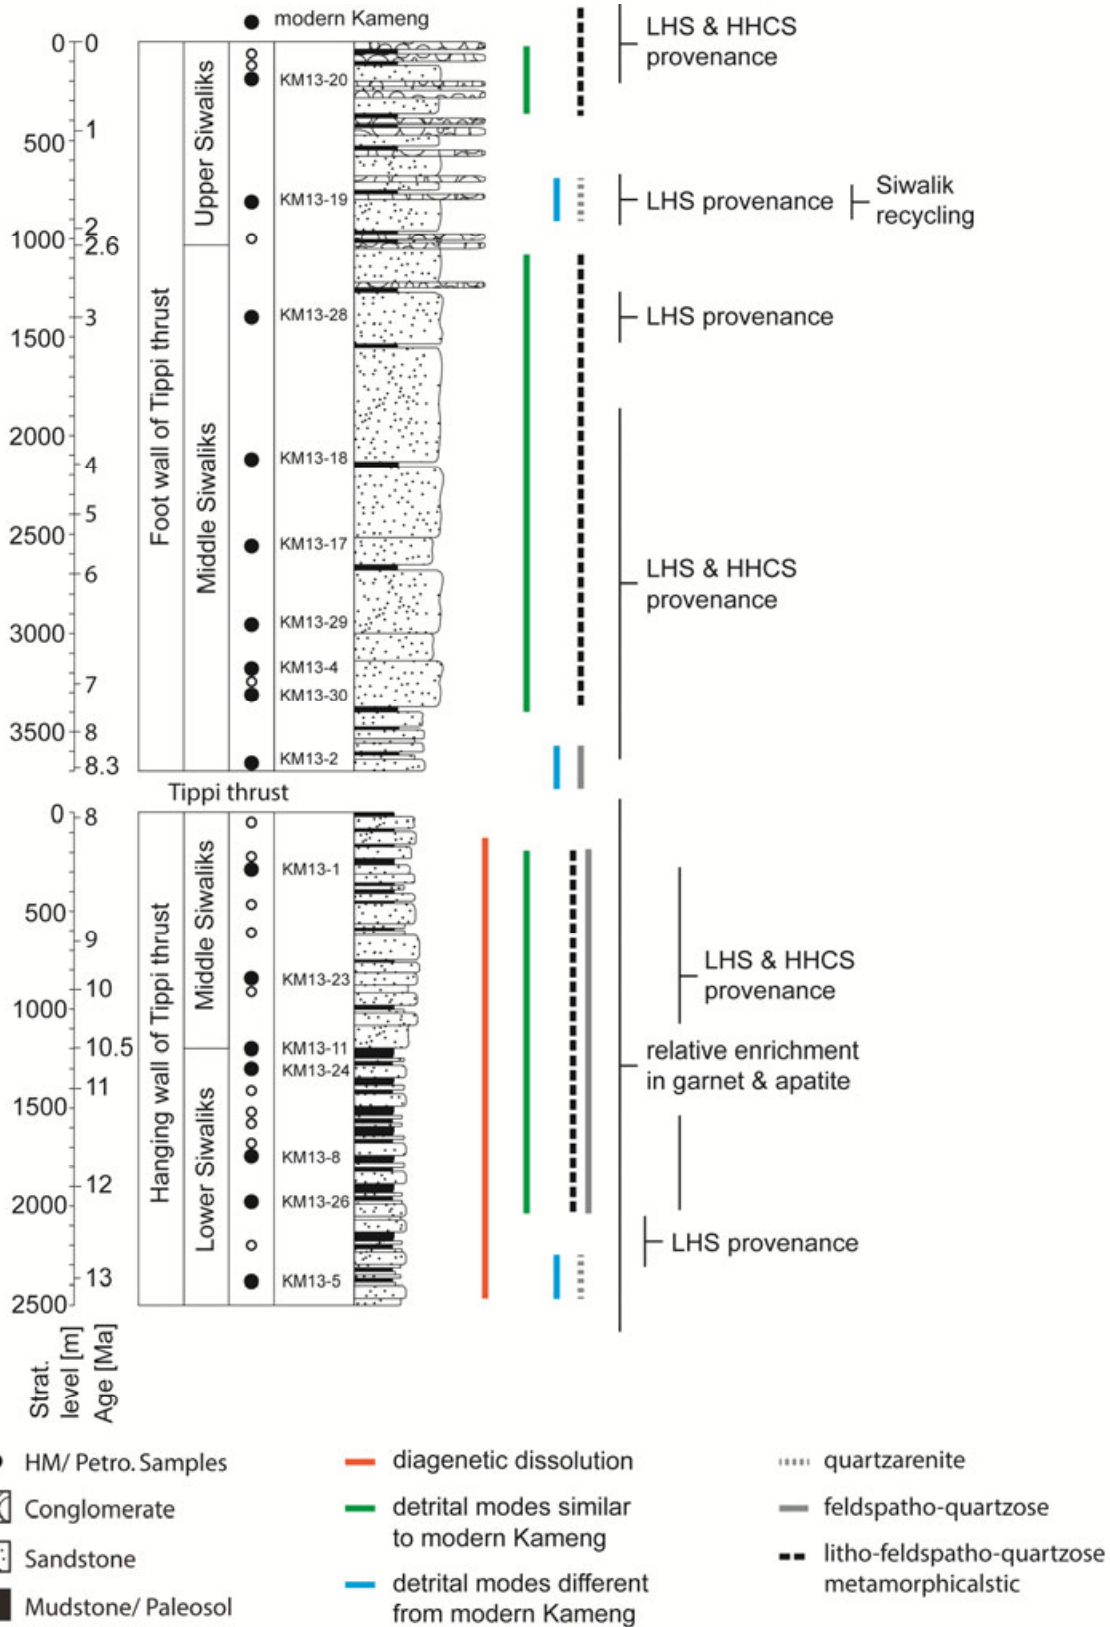 modern Kameng
0 0
KM13-20
500
1
KM13-19
2
1000
2.6
KM13-28
3
1500
2000
KM13-18
4
5
2500
KM13-17
6
KM13-29
3000
KM13-4
7
KM13-30
3500
8
KM13-2
8.3
Foot wall of Tippi thrust
Upper Siwaliks
Middle Siwaliks
LHS & HHCS
provenance
LHS provenance
Siwalik
recycling
LHS provenance
LHS & HHCS
provenance
Tippi thrust
0
8
KM13-1
500
9
KM13-23
10
1000
10.5
KM13-11
KM13-24
11
1500
KM13-8
12
2000
KM13-26
13
KM13-5
2500
Hanging wall of Tippi thrust
Middle Siwaliks
Lower Siwaliks
LHS & HHCS
provenance
relative enrichment
in garnet & apatite
LHS provenance
Strat.
level [m]
Age [Ma]
HM/ Petro. Samples
Conglomerate
Sandstone
Mudstone/ Paleosol
diagenetic dissolution
detrital modes similar
to modern Kameng
detrital modes different
from modern Kameng
quartzarenite
feldspatho-quartzose
litho-feldspatho-quartzose
metamorphicalstic